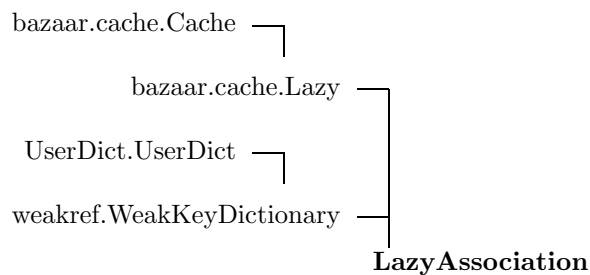 bazaar.cache.Cache
bazaar.cache.Lazy
UserDict.UserDict
weakref.WeakKeyDictionary
LazyAssociation